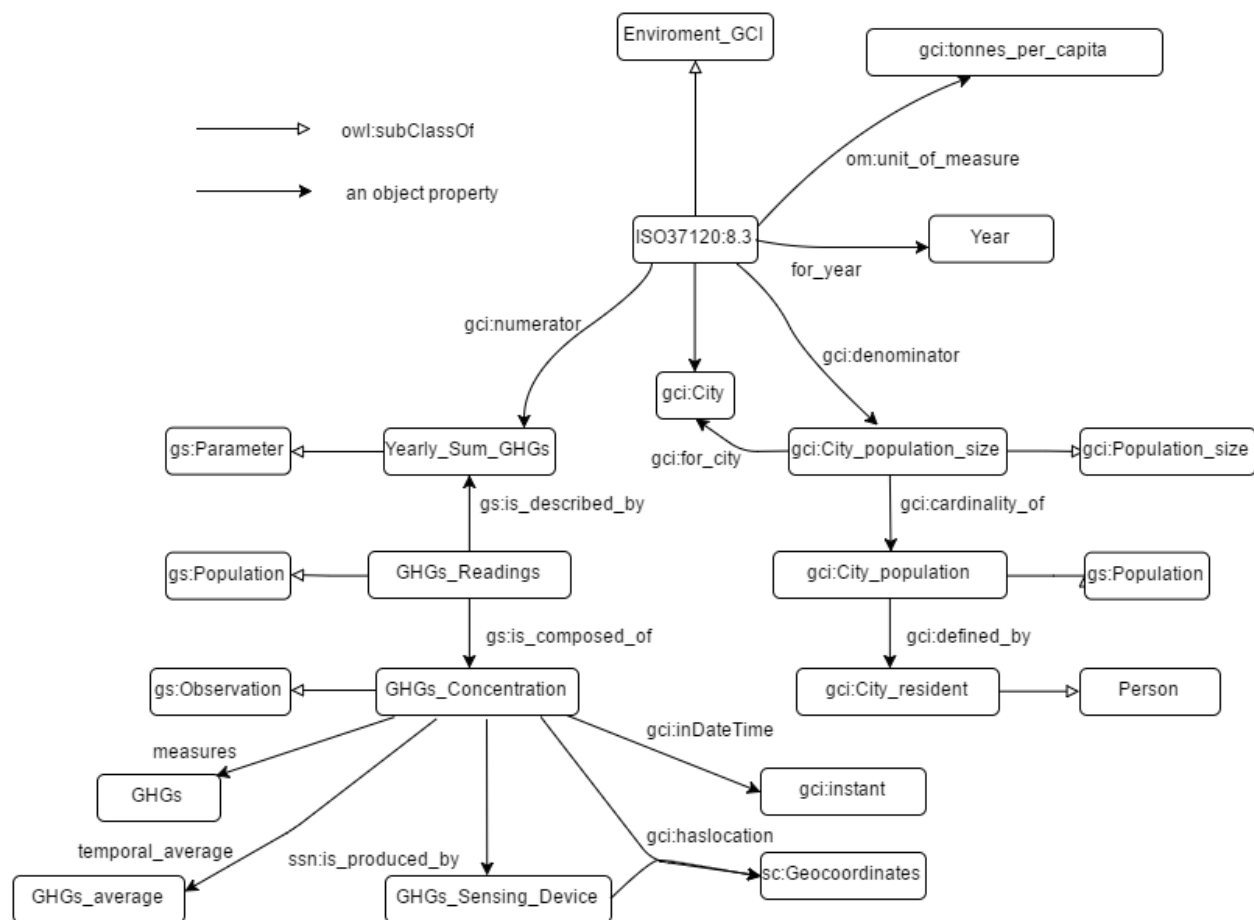 Enviroment_GCI
gci:tonnes_per_capita
owl:subClassOf
om:unit_of_measure
an object property
ISO37120:8.3
Year
for_year
gci:numerator
gci:denominator
gci:City
gs:Parameter
Yearly_Sum_GHGs
gci:for_city
gci:City_population_size
gci:Population_size
gs:is_described_by
gci:cardinality_of
gs:Population
GHGs_Readings
gci:City_population
gs:Population
gs:is_composed_of
gci:defined_by
gs:Observation
GHGs_Concentration
gci:City_resident
Person
measures
gci:inDateTime
GHGs
gci:instant
temporal_average
ssn:is_produced_by
gci:haslocation
GHGs_average
GHGs_Sensing_Device
sc:Geocoordinates